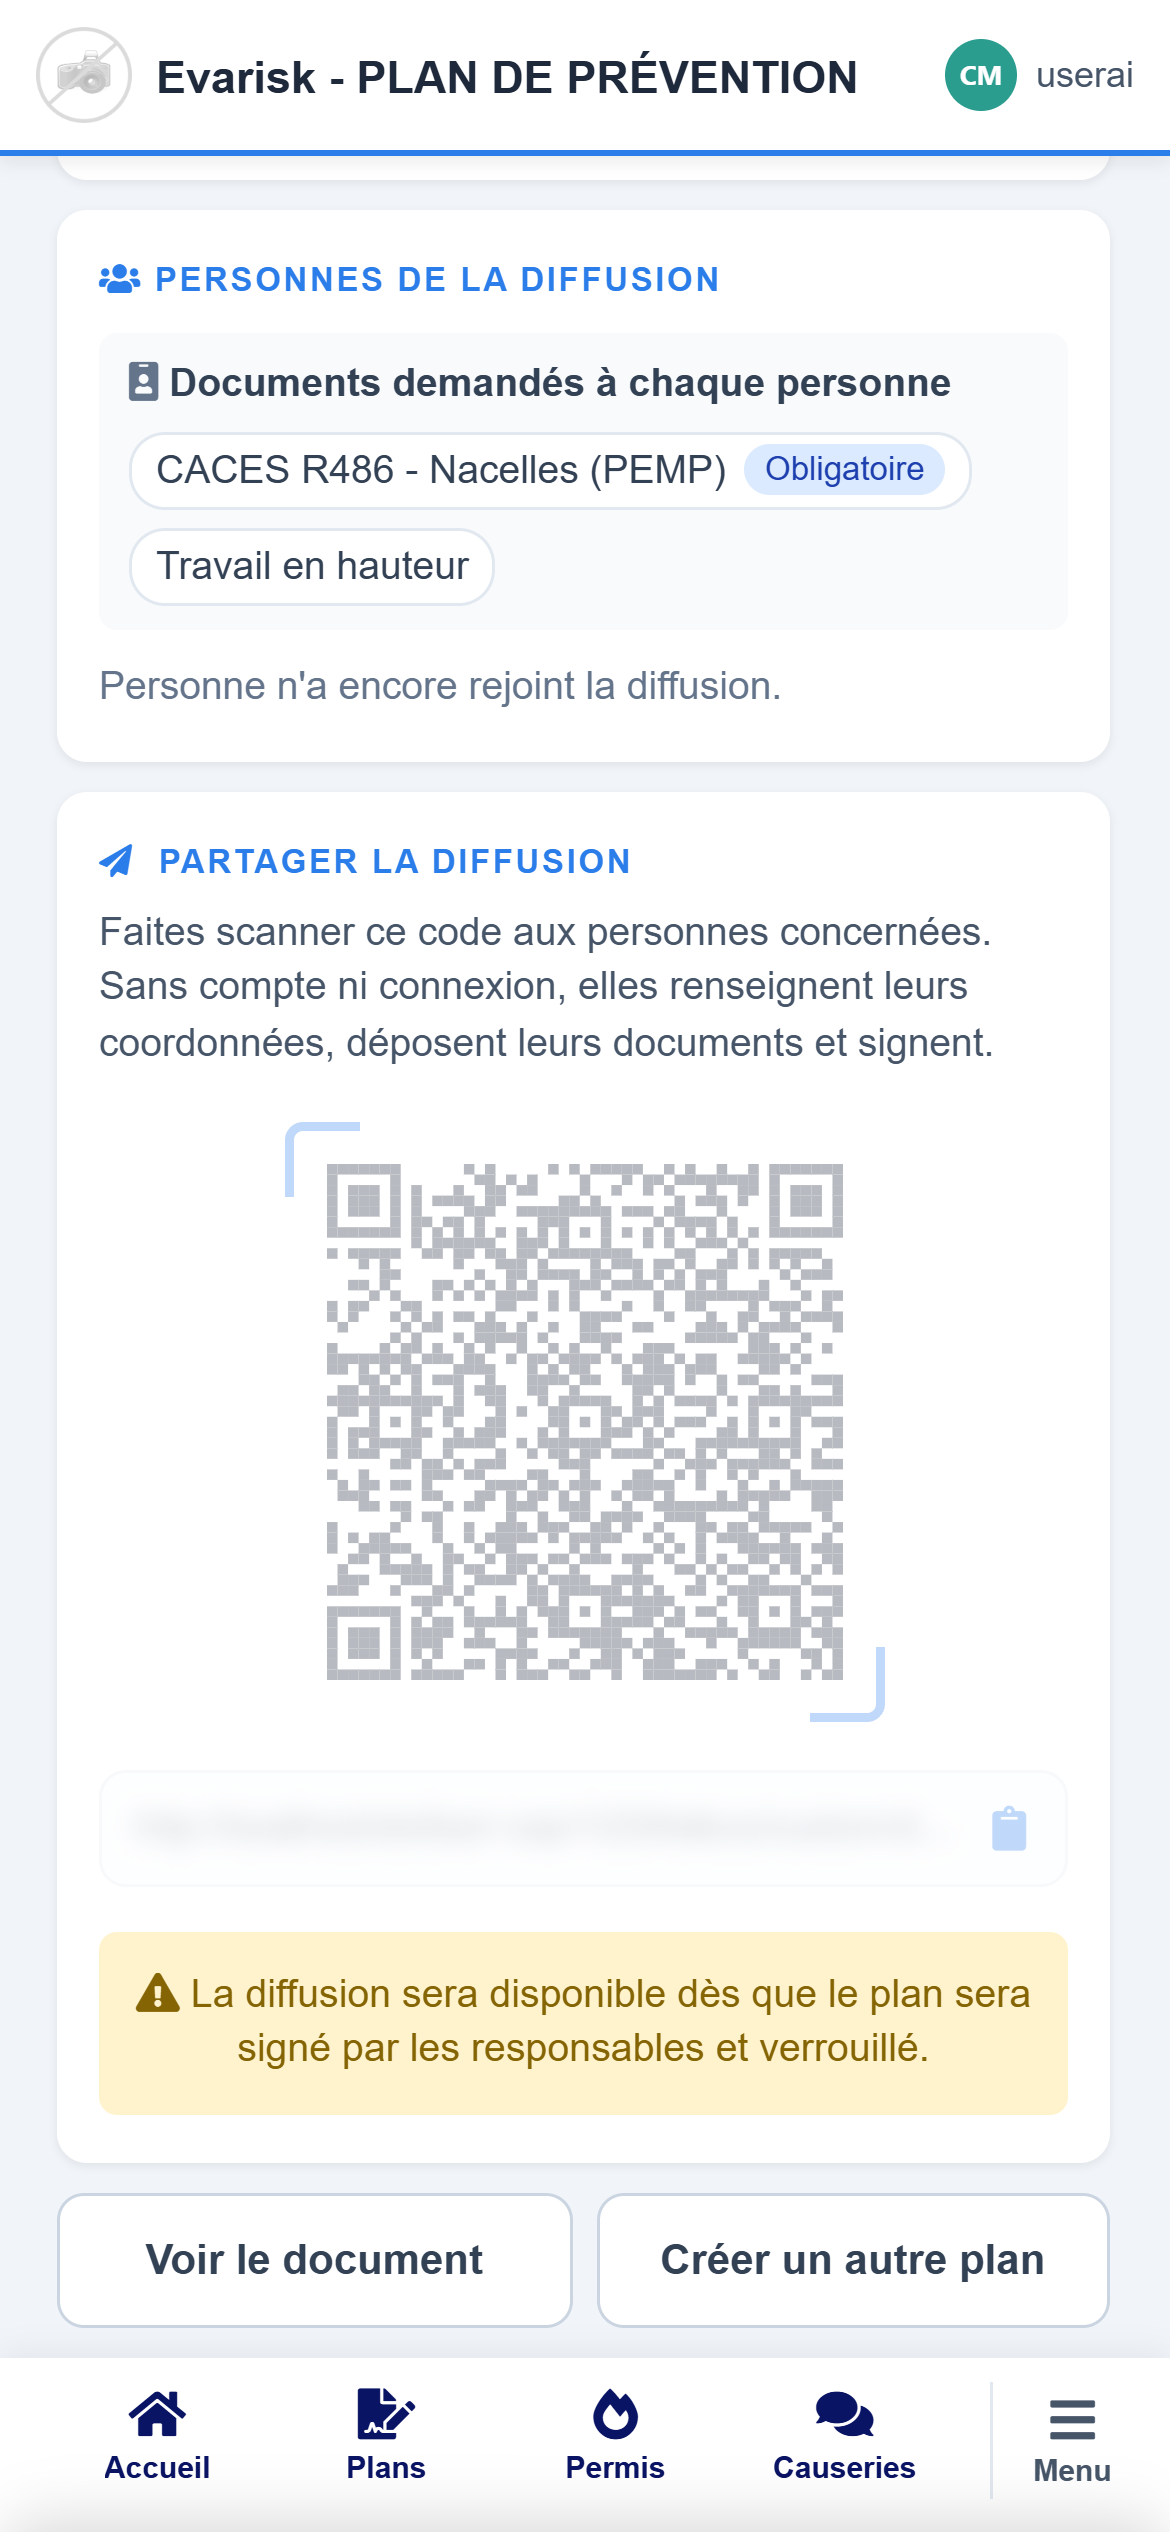 Evarisk - PLAN DE PRÉVENTION
CM
userai
PERSONNES DE LA DIFFUSION
Documents demandés à chaque personne
CACES R486 - Nacelles (PEMP)
Obligatoire
Travail en hauteur
Personne n'a encore rejoint la diffusion.
PARTAGER LA DIFFUSION
Faites scanner ce code aux personnes concernées.
Sans compte ni connexion, elles renseignent leurs
coordonnées, déposent leurs documents et signent.
La diffusion sera disponible dès que le plan sera
signé par les responsables et verrouillé.
Voir le document
Créer un autre plan
Accueil
Plans
Permis
Causeries
Menu